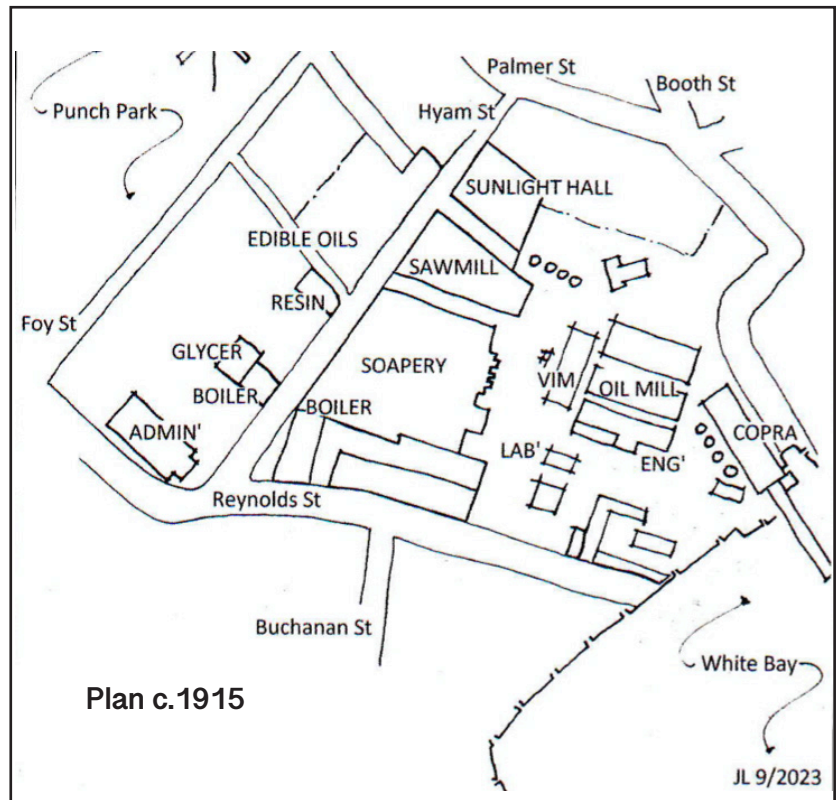 Palmer St
Booth St
Punch Park
Hyam St
SUNLIGHT HALL
EDIBLE OILS
SAWMILL
RESIN
Foy St
GLYCER
SOAPERY
VIM
OIL MILL
BOILER
BOILER
ADMIN'
COPRA
LAB'
ENG'
Reynolds St
Buchanan St
White Bay
Plan c.1915
JL 9/2023